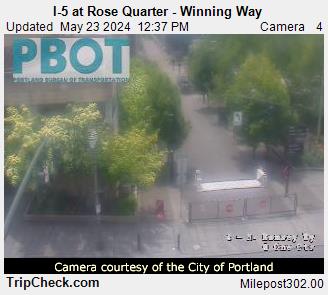 I-5 at Rose Quarter - Winning Way
Updated May 23 2024 12:37 PM Camera 4
PBOT
PORTLAND BUREAU OF TRANSPORTATION
Camera courtesy of the City of Portland
TripCheck.com Milepost302.00